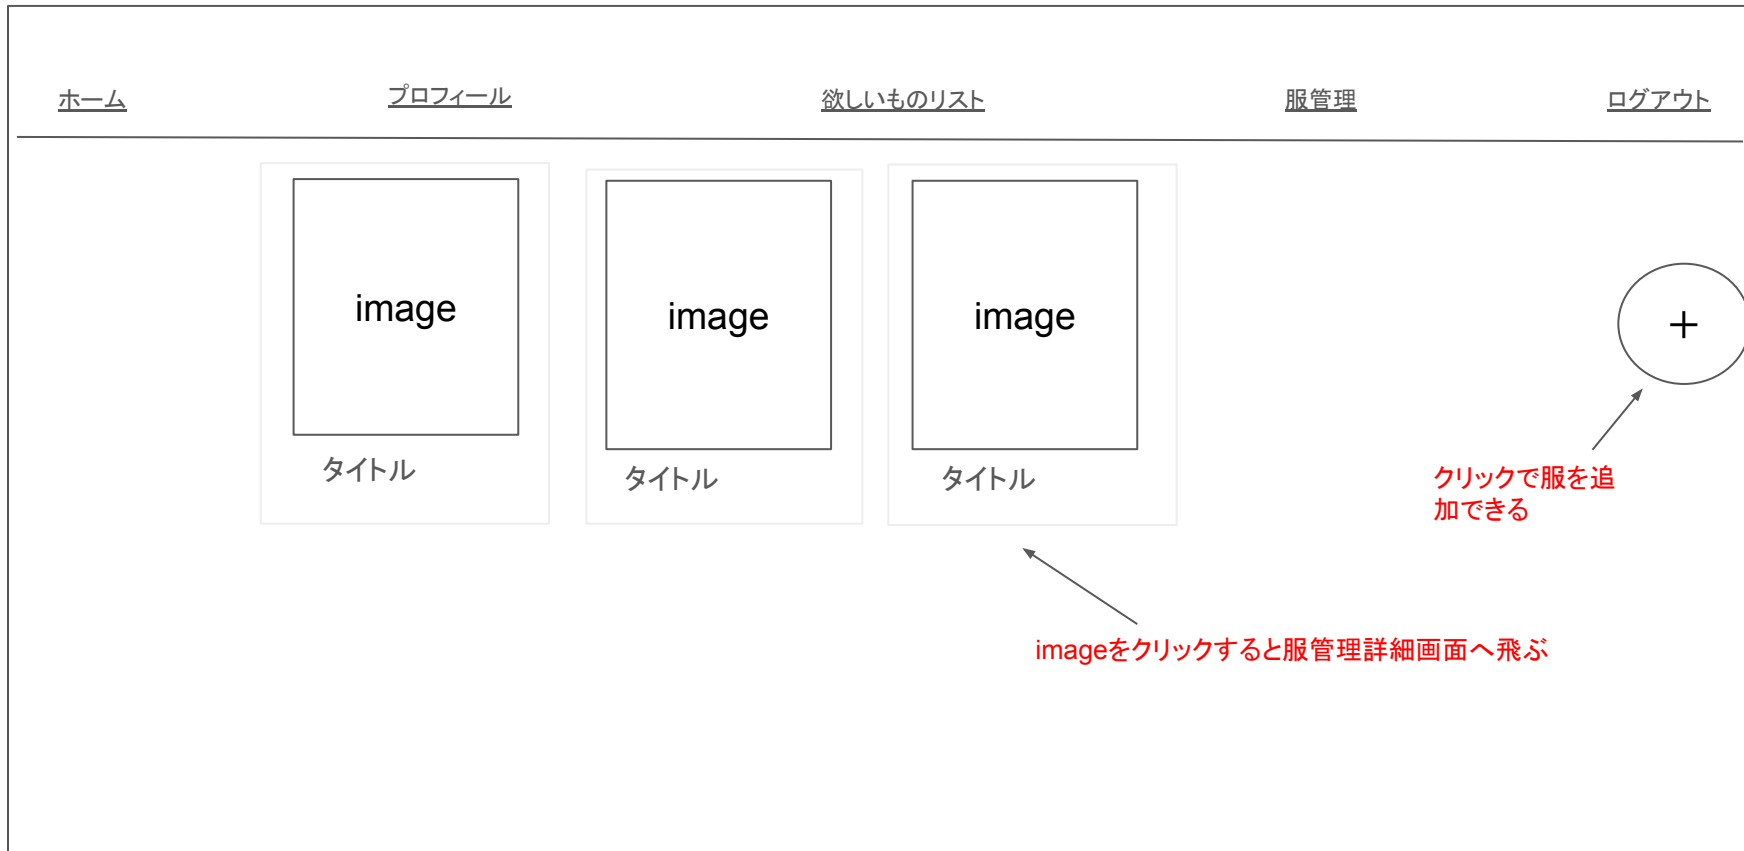 ホーム
プロフィール
欲しいものリスト
服管理
ログアウト
image
image
image
+
タイトル
タイトル
タイトル
クリックで服を追
加できる
imageをクリックすると服管理詳細画面へ飛ぶ